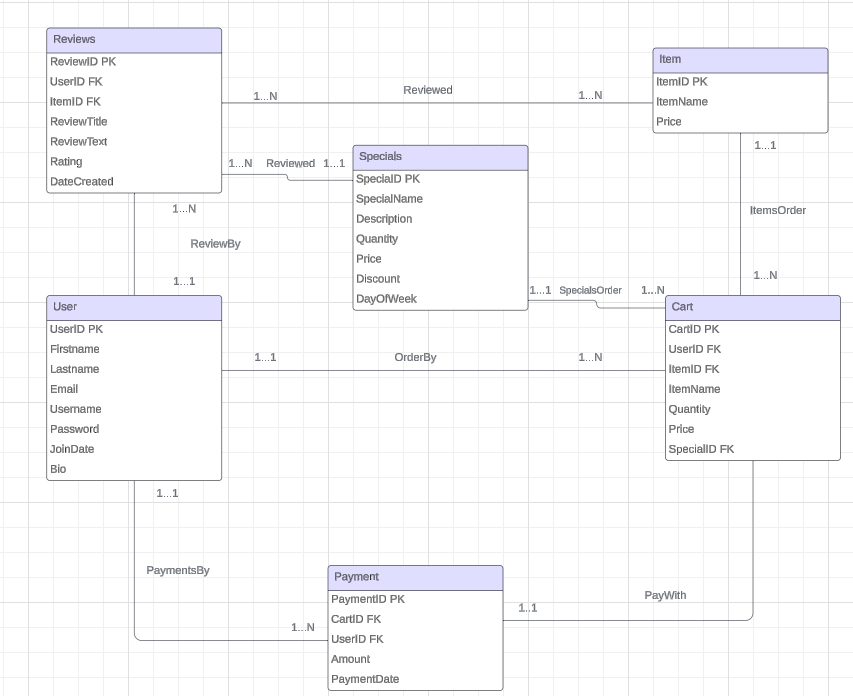 Reviews
ReviewID PK
UserID FK
ItemID FK
ReviewTitle
ReviewText
Rating
DateCreated
1...N
Reviewed
1...N
Item
ItemID PK
ItemName
Price
1...N
Reviewed
1...1
Specials
SpecialD PK
SpecialName
Description
Quantity
Price
Discount
DayOfWeek
1...1
ItemsOrder
1...N
1...N
ReviewBy
1...1
1...1
SpecialsOrder
1...N
User
UserID PK
Firstname
Lastname
Email
Username
Password
JoinDate
Bio
1...1
OrderBy
1...N
Cart
CartID PK
UserID FK
ItemID FK
ItemName
Quantity
Price
SpecialID FK
1...1
PaymentsBy
1...N
Payment
PaymentID PK
CartID FK
UserID FK
Amount
PaymentDate
1..1
PayWith